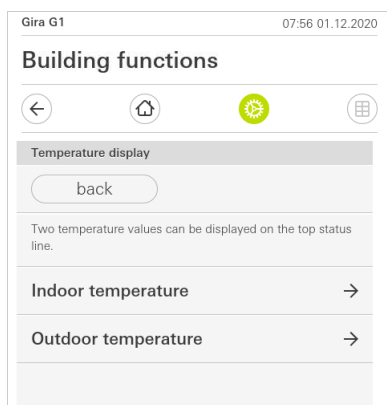 Gira G1 07:56 01.12.2020
Building functions
Temperature display
back
Two temperature values can be displayed on the top status
line.
Indoor temperature
Outdoor temperature